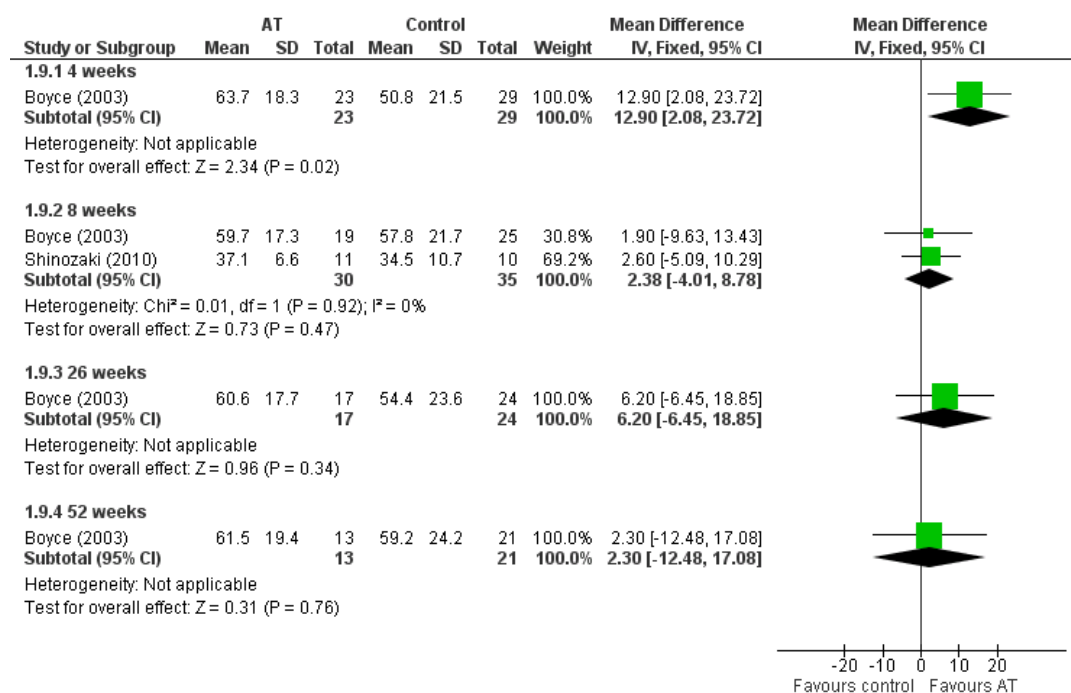 AT Control Mean Difference Mean Difference
Study or Subgroup Mean SD Total Mean SD Total Weight IV, Fixed, 95% CI IV, Fixed, 95% CI
1.9.1 4 weeks
Boyce (2003) 63.7 18.3 23 50.8 21.5 29 100.0% 12.90 [2.08, 23.72]
Subtotal (95% CI) 23 29 100.0% 12.90 [2.08, 23.72]
Heterogeneity: Not applicable
Test for overall effect: Z = 2.34 (P = 0.02)
1.9.2 8 weeks
Boyce (2003) 59.7 17.3 19 57.8 21.7 25 30.8% 1.90 [-9.63, 13.43]
Shinozaki (2010) 37.1 6.6 11 34.5 10.7 10 69.2% 2.60 [-5.09, 10.29]
Subtotal (95% CI) 30 35 100.0% 2.38 [-4.01, 8.78]
Heterogeneity: Chi² = 0.01, df = 1 (P = 0.92); I² = 0%
Test for overall effect: Z = 0.73 (P = 0.47)
1.9.3 26 weeks
Boyce (2003) 60.6 17.7 17 54.4 23.6 24 100.0% 6.20 [-6.45, 18.85]
Subtotal (95% CI) 17 24 100.0% 6.20 [-6.45, 18.85]
Heterogeneity: Not applicable
Test for overall effect: Z = 0.96 (P = 0.34)
1.9.4 52 weeks
Boyce (2003) 61.5 19.4 13 59.2 24.2 21 100.0% 2.30 [-12.48, 17.08]
Subtotal (95% CI) 13 21 100.0% 2.30 [-12.48, 17.08]
Heterogeneity: Not applicable
Test for overall effect: Z = 0.31 (P = 0.76)
-20 -10 0 10 20
Favours control Favours AT